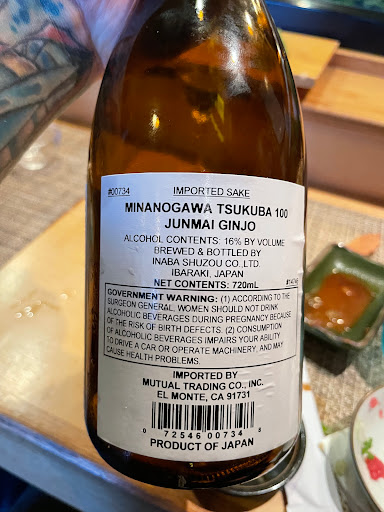 #00734 IMPORTED SAKE
MINANOGAWA TSUKUBA 100
JUNMAI GINJO
ALCOHOL CONTENTS: 16% BY VOLUME
BREWED & BOTTLED BY
INABA SHUZOU CO. LTD.
IBARAKI, JAPAN
NET CONTENTS: 720mL
GOVERNMENT WARNING: (1) ACCORDING TO THE
SURGEON GENERAL, WOMEN SHOULD NOT DRINK
ALCOHOLIC BEVERAGES DURING PREGNANCY BECAUSE
OF THE RISK OF BIRTH DEFECTS. (2) CONSUMPTION
OF ALCOHOLIC BEVERAGES IMPAIRS YOUR ABILITY
TO DRIVE A CAR OR OPERATE MACHINERY, AND MAY
CAUSE HEALTH PROBLEMS.
IMPORTED BY
MUTUAL TRADING CO., INC.
EL MONTE, CA 91731
0 72546 00734 5
PRODUCT OF JAPAN